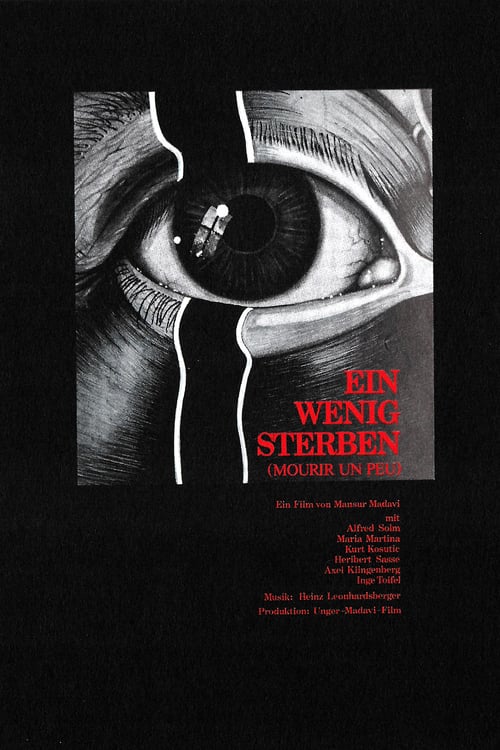 EIN
WENIG
STERBEN
(MOURIR UN PEU)
Ein Film von Mansur Madavi
mit
Alfred Solm
Maria Martina
Kurt Kosutic
Heribert Sasse
Axel Klingenberg
Inge Toifel
Musik: Heinz Leonhardsberger
Produktion: Unger-Madavi-Film